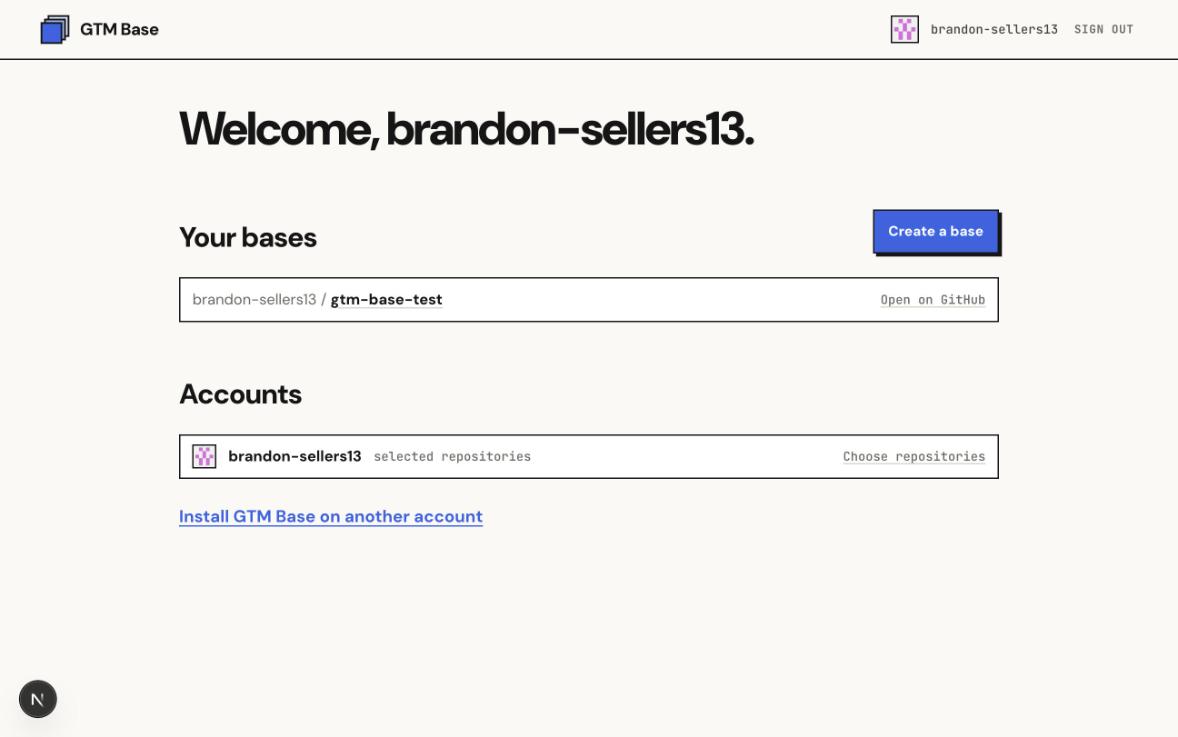 GTM Base
brandon-sellers13 SIGN OUT
Welcome, brandon-sellers13.
Your bases
Create a base
brandon-sellers13 / gtm-base-test
Open on GitHub
Accounts
brandon-sellers13 selected repositories
Choose repositories
Install GTM Base on another account
N